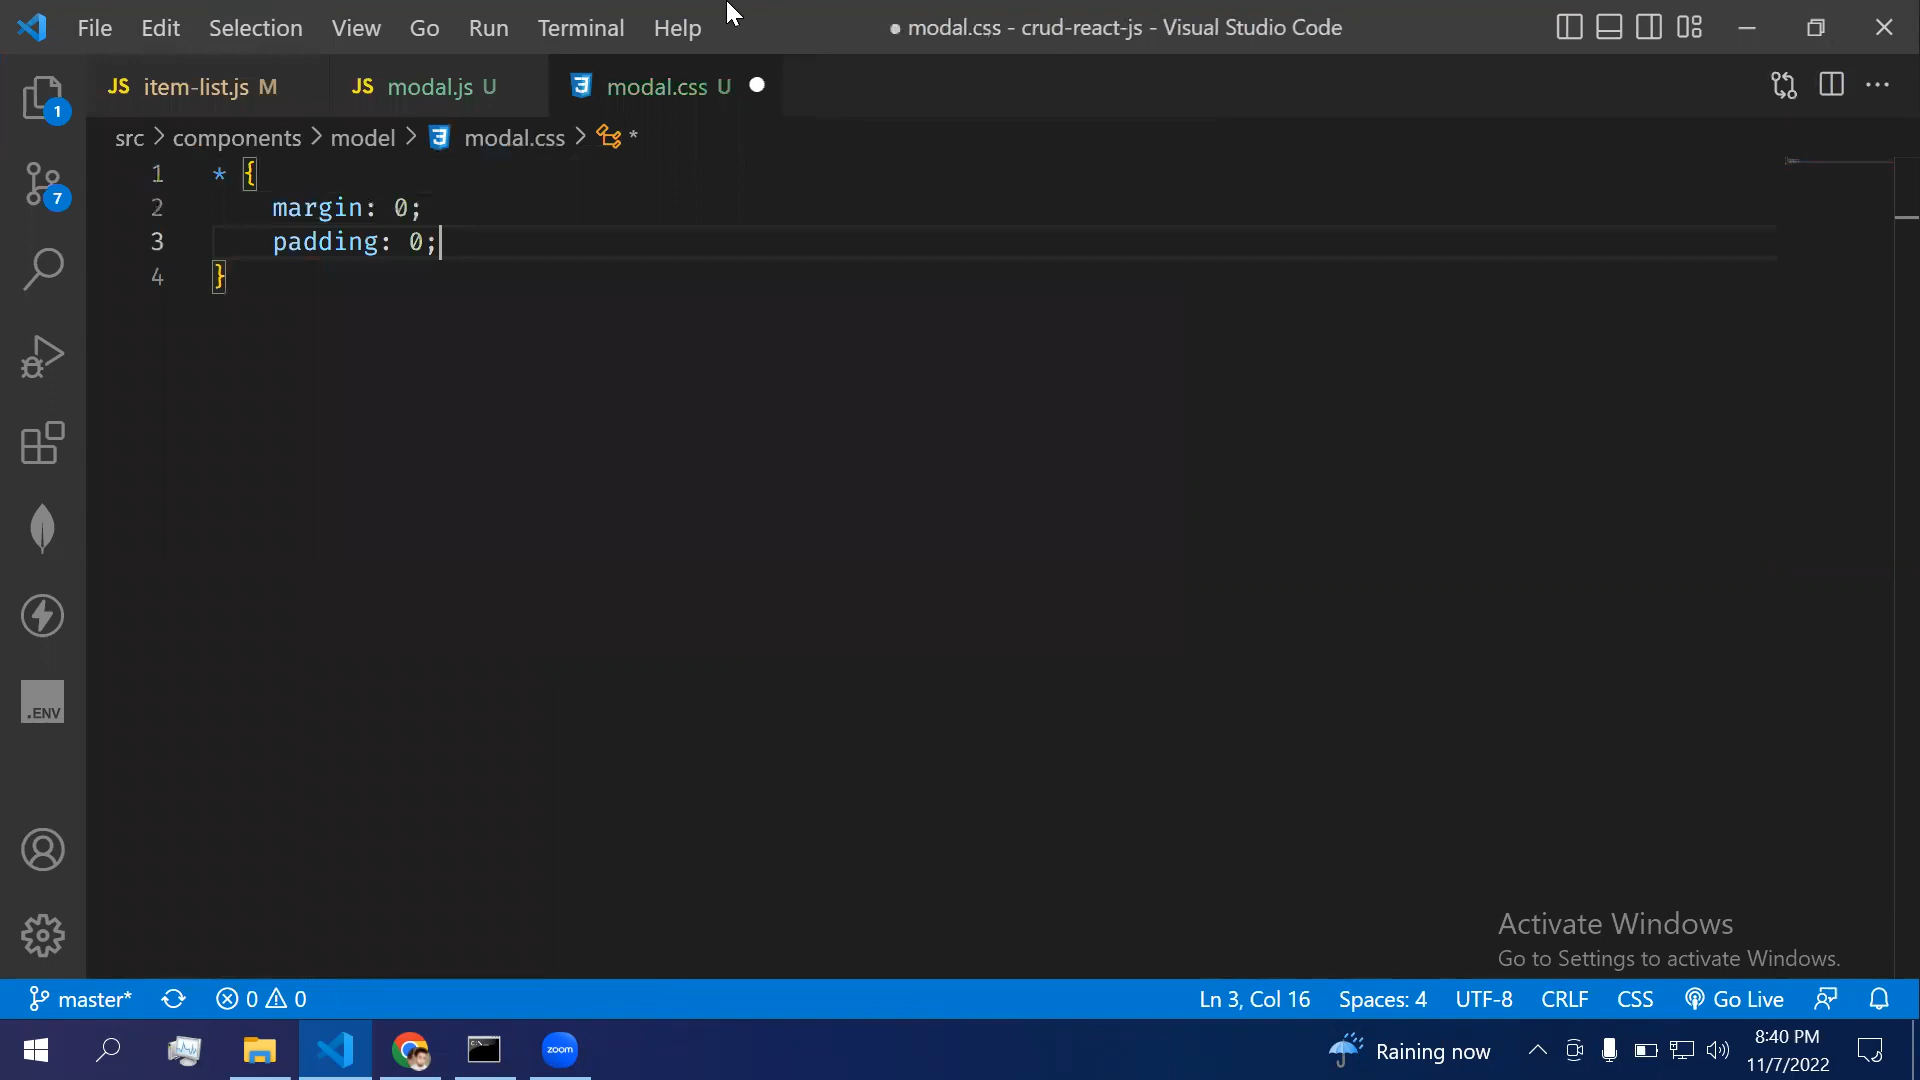 File Edit Selection View Go Run Terminal Help
● modal.css - crud-react-js - Visual Studio Code
JS item-list.js M
JS modal.js U
modal.css U
src > components > model > modal.css > *
1 * {
2 margin: 0;
3 padding: 0;
4 }
1
7
.ENV
Activate Windows
Go to Settings to activate Windows.
master* 0 0
Ln 3, Col 16 Spaces: 4 UTF-8 CRLF CSS Go Live
zoom
Raining now
8:40 PM
11/7/2022